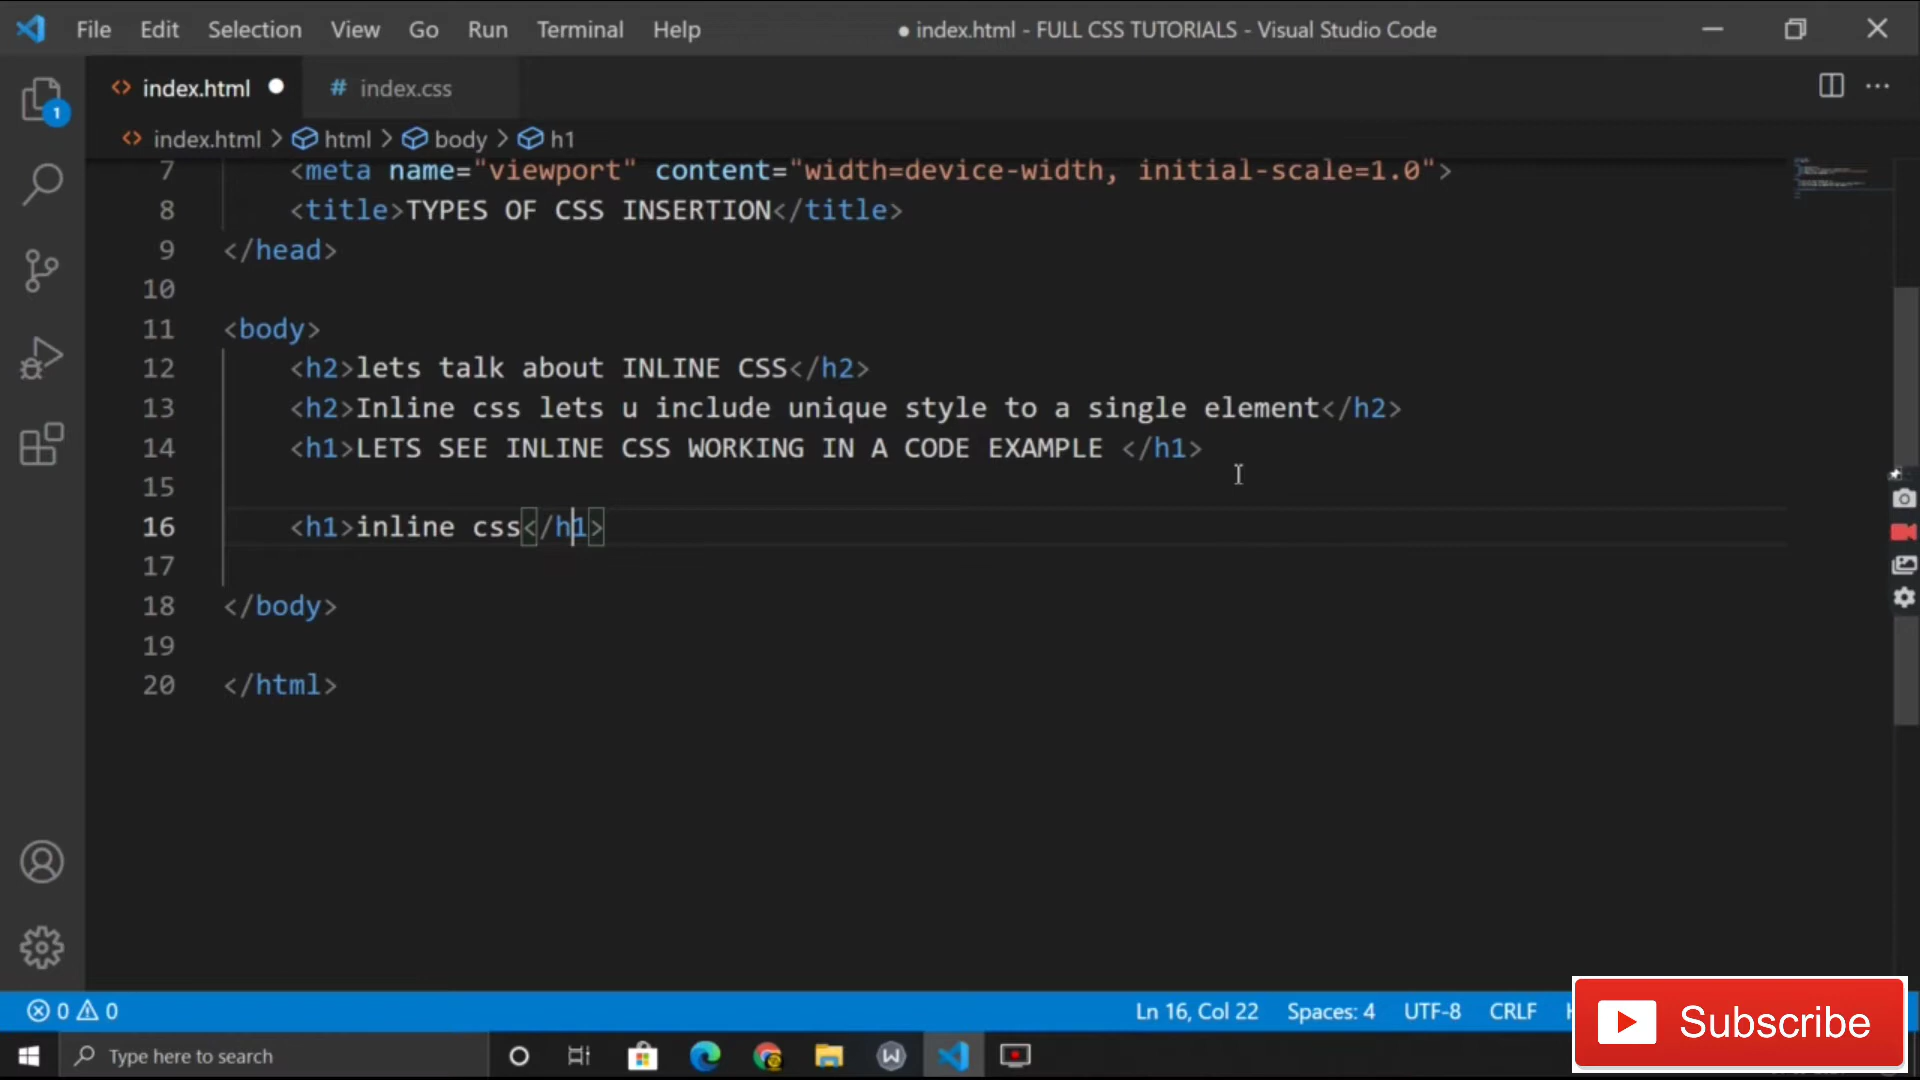 File Edit Selection View Go Run Terminal Help ● index.html - FULL CSS TUTORIALS - Visual Studio Code
index.html # index.css
1
index.html > html > body > h1
7 <meta name="viewport" content="width=device-width, initial-scale=1.0">
8 <title>TYPES OF CSS INSERTION</title>
9 </head>
10
11 <body>
12 <h2>lets talk about INLINE CSS</h2>
13 <h2>Inline css lets u include unique style to a single element</h2>
14 <h1>LETS SEE INLINE CSS WORKING IN A CODE EXAMPLE </h1>
15
16 <h1>inline css</h1>
17
18 </body>
19
20 </html>
0 0 Ln 16, Col 22 Spaces: 4 UTF-8 CRLF
Subscribe
Type here to search